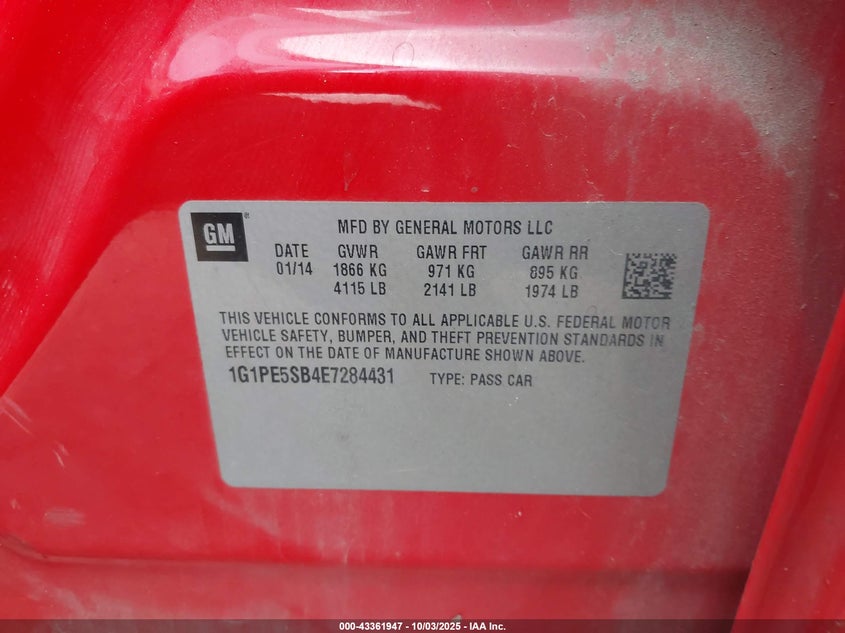 GM
MFD BY GENERAL MOTORS LLC
DATE GVWR GAWR FRT GAWR RR
01/14 1866 KG 971 KG 895 KG
4115 LB 2141 LB 1974 LB
THIS VEHICLE CONFORMS TO ALL APPLICABLE U.S. FEDERAL MOTOR
VEHICLE SAFETY, BUMPER, AND THEFT PREVENTION STANDARDS IN
EFFECT ON THE DATE OF MANUFACTURE SHOWN ABOVE.
1G1PE5SB4E7284431 TYPE: PASS CAR
000-43361947 - 10/03/2025 - IAA Inc.